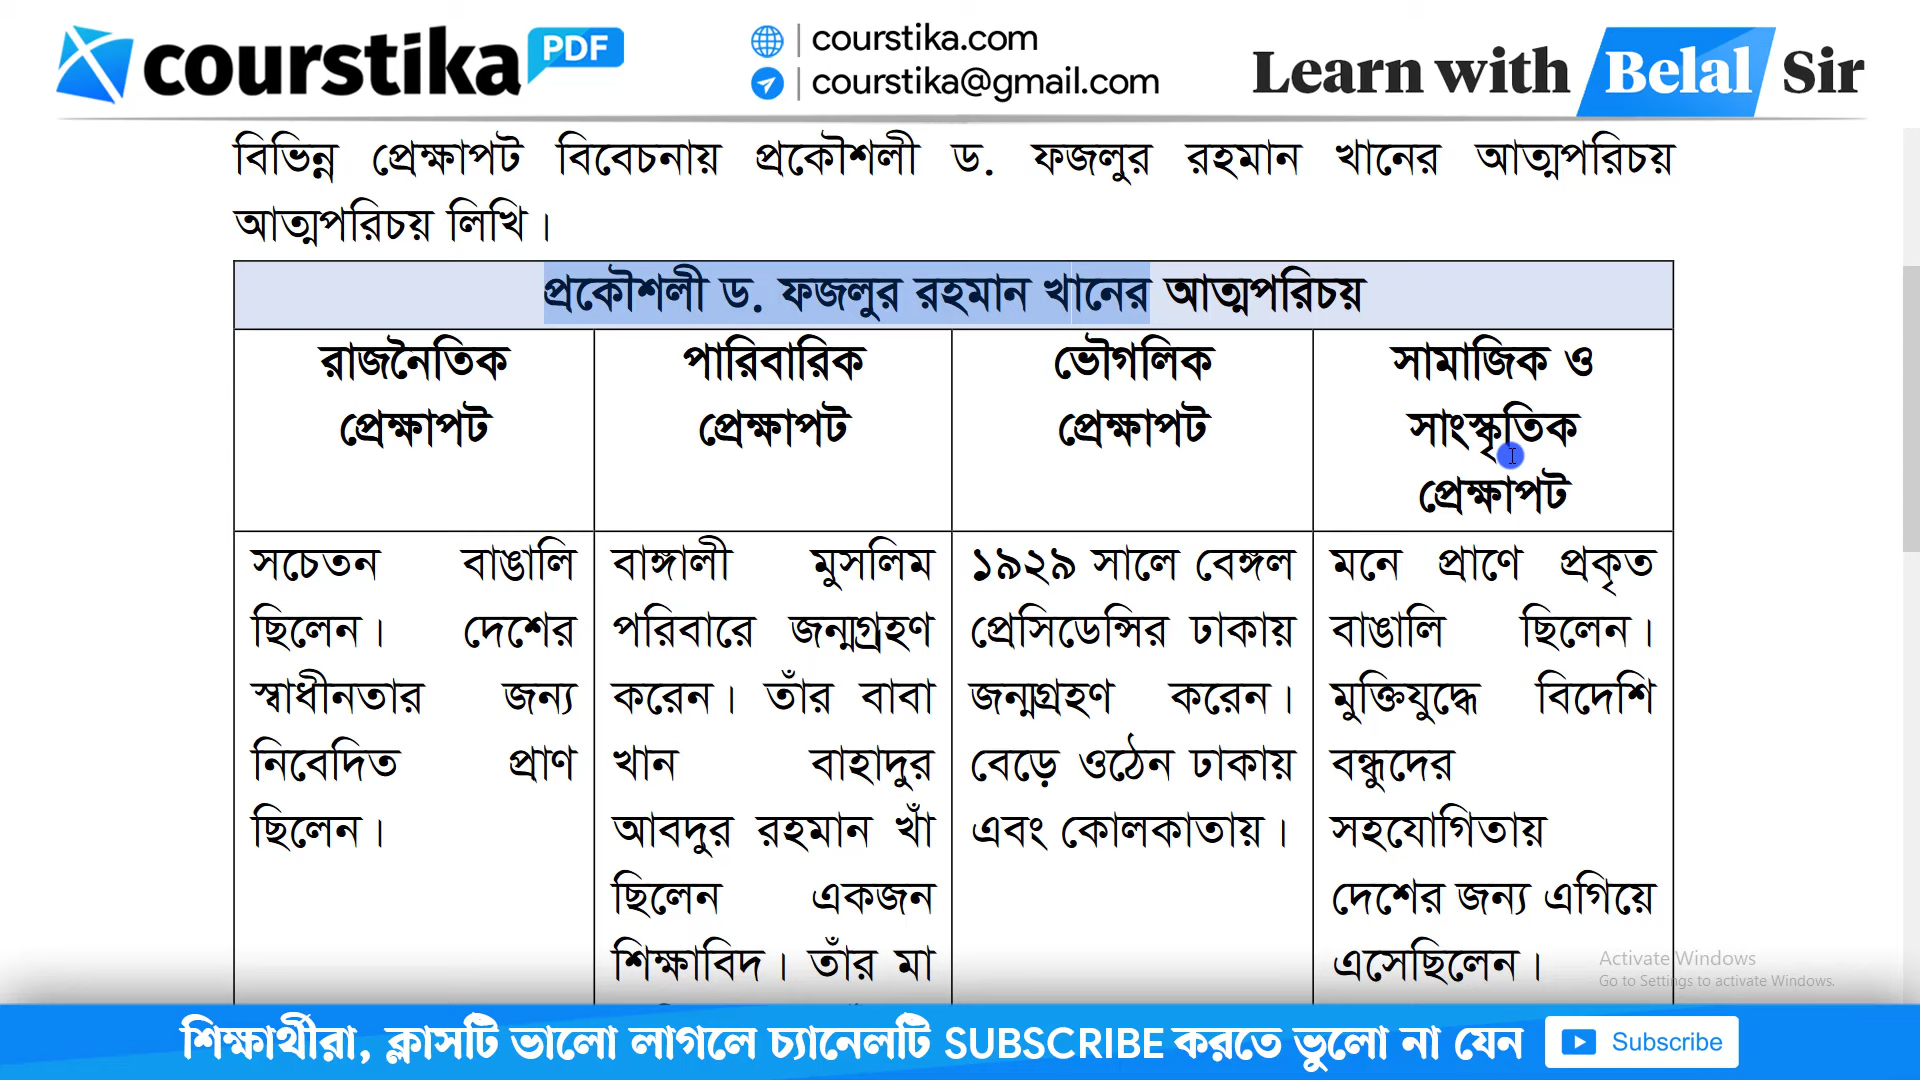 courstika PDF
courstika.com
courstika@gmail.com
Learn with Belal Sir
বিভিন্ন প্রেক্ষাপট বিবেচনায় প্রকৌশলী ড. ফজলুর রহমান খানের আত্মপরিচয়
আত্মপরিচয় লিখি।
প্রকৌশলী ড. ফজলুর রহমান খানের আত্মপরিচয়
রাজনৈতিক
প্রেক্ষাপট
পারিবারিক
প্রেক্ষাপট
ভৌগলিক
প্রেক্ষাপট
সামাজিক ও
সাংস্কৃতিক
প্রেক্ষাপট
সচেতন বাঙালি
ছিলেন। দেশের
স্বাধীনতার জন্য
নিবেদিত প্রাণ
ছিলেন।
বাঙ্গালী মুসলিম
পরিবারে জন্মগ্রহণ
করেন। তাঁর বাবা
খান বাহাদুর
আবদুর রহমান খাঁ
ছিলেন একজন
শিক্ষাবিদ। তাঁর মা
১৯২৯ সালে বেঙ্গল
প্রেসিডেন্সির ঢাকায়
জন্মগ্রহণ করেন।
বেড়ে ওঠেন ঢাকায়
এবং কোলকাতায়।
মনে প্রাণে প্রকৃত
বাঙালি ছিলেন।
মুক্তিযুদ্ধে বিদেশি
বন্ধুদের
সহযোগিতায়
দেশের জন্য এগিয়ে
এসেছিলেন।
Activate Windows
Go to Settings to activate Windows.
শিক্ষার্থীরা, ক্লাসটি ভালো লাগলে চ্যানেলটি SUBSCRIBE করতে ভুলো না যেন
Subscribe